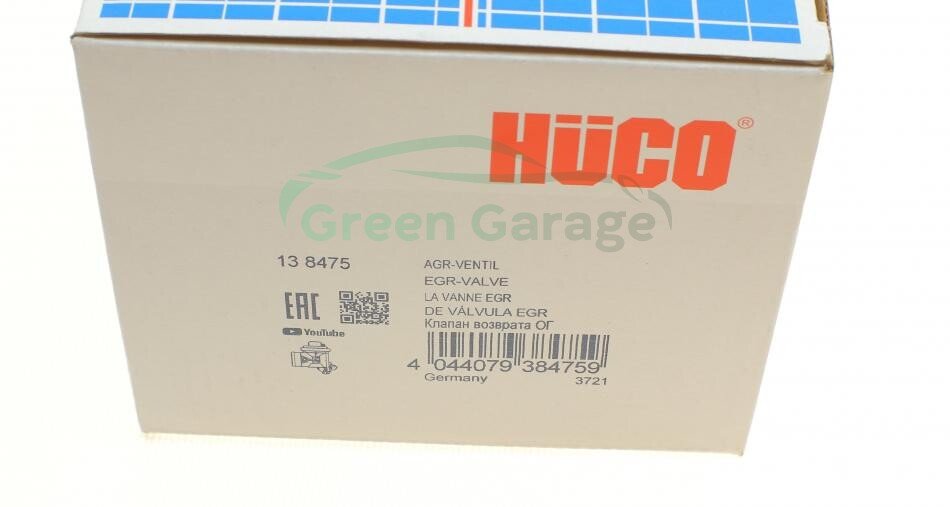 HÜCO®
Green Garage
13 8475
AGR-VENTIL
EGR-VALVE
LA VANNE EGR
DE VÁLVULA EGR
Клапан возврата ОГ
EAC
YouTube
4 044079 384759
Germany
3721